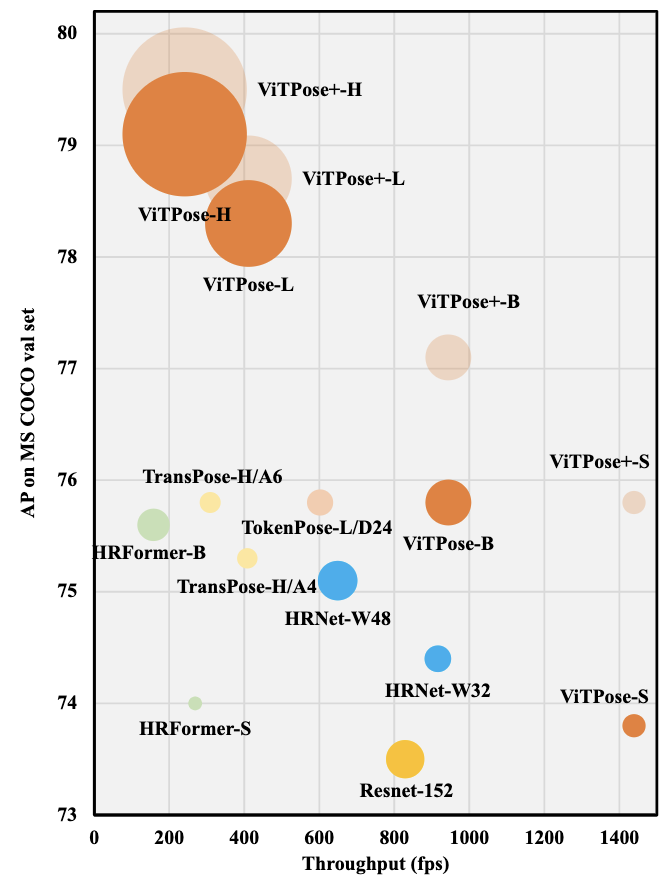 80
79
78
77
76
75
74
73
AP on MS COCO val set
ViTPose+-H
ViTPose+-L
ViTPose-H
ViTPose-L
ViTPose+-B
ViTPose+-S
TransPose-H/A6
TokenPose-L/D24
ViTPose-B
HRFormer-B
TransPose-H/A4
HRNet-W48
HRNet-W32
ViTPose-S
HRFormer-S
Resnet-152
0 200 400 600 800 1000 1200 1400
Throughput (fps)